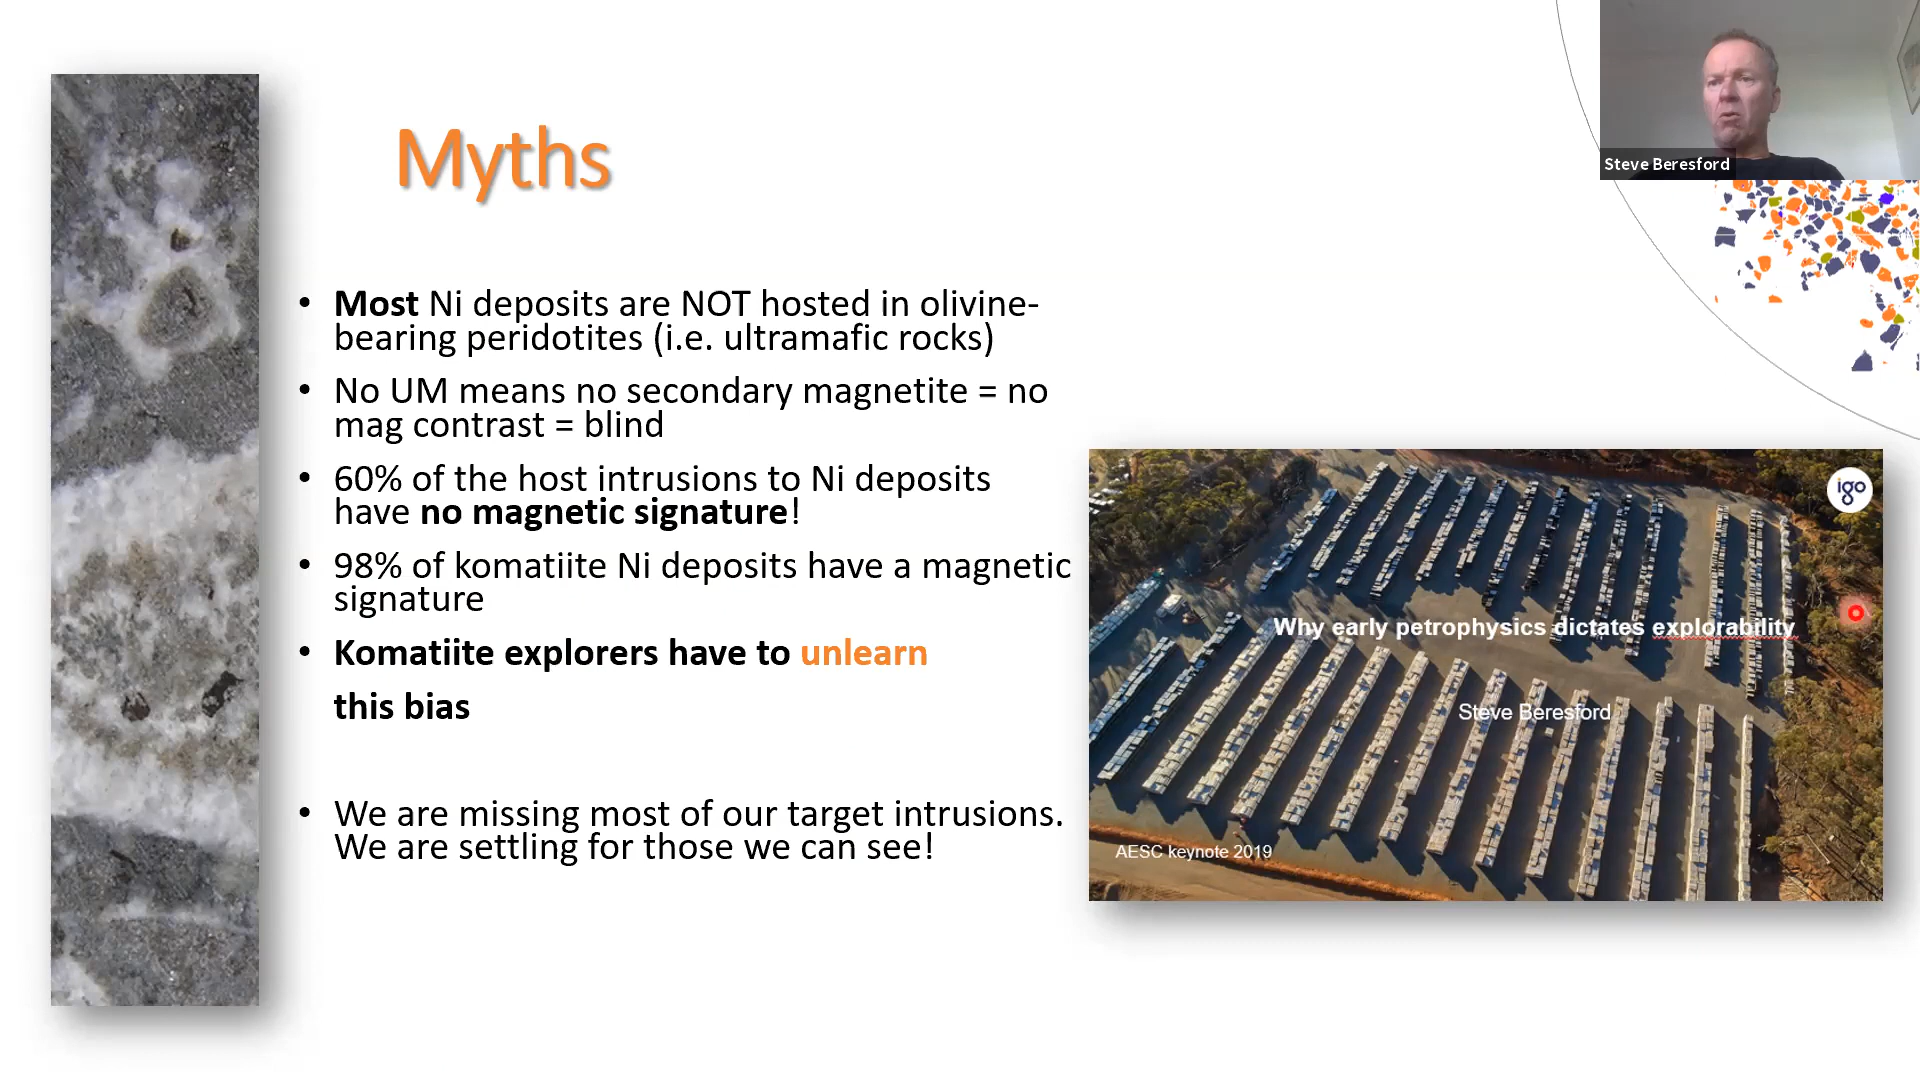 Myths
• Most Ni deposits are NOT hosted in olivine-
bearing peridotites (i.e. ultramafic rocks)
• No UM means no secondary magnetite = no
mag contrast = blind
• 60% of the host intrusions to Ni deposits
have no magnetic signature!
• 98% of komatiite Ni deposits have a magnetic
signature
• Komatiite explorers have to unlearn
this bias
• We are missing most of our target intrusions.
We are settling for those we can see!
Steve Beresford
igo
Why early petrophysics dictates explorability
Steve Beresford
AESC keynote 2019